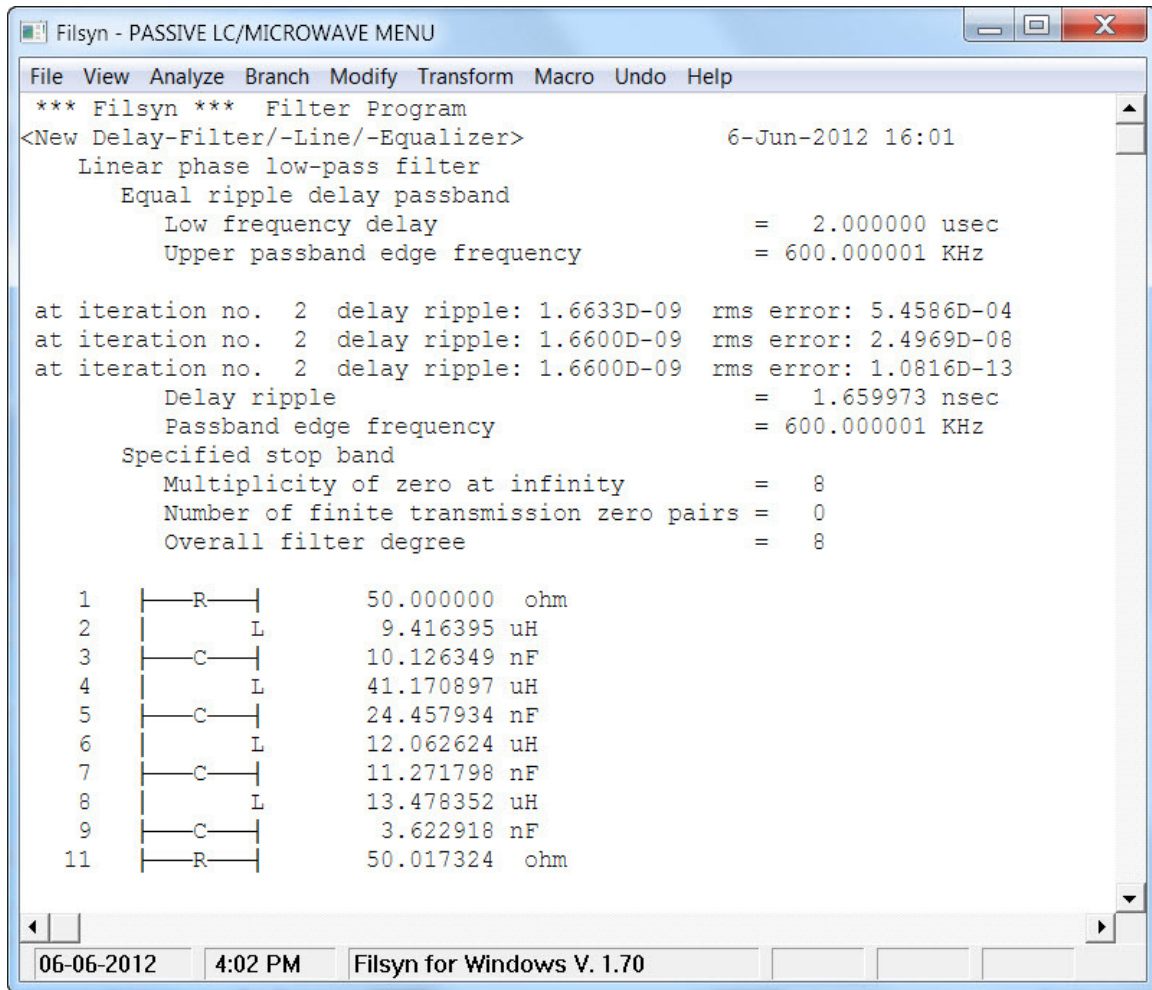 Filsyn - PASSIVE LC/MICROWAVE MENU
File View Analyze Branch Modify Transform Macro Undo Help
*** Filsyn *** Filter Program
<New Delay-Filter/-Line/-Equalizer> 6-Jun-2012 16:01
Linear phase low-pass filter
Equal ripple delay passband
Low frequency delay = 2.000000 usec
Upper passband edge frequency = 600.000001 KHz
at iteration no. 2 delay ripple: 1.6633D-09 rms error: 5.4586D-04
at iteration no. 2 delay ripple: 1.6600D-09 rms error: 2.4969D-08
at iteration no. 2 delay ripple: 1.6600D-09 rms error: 1.0816D-13
Delay ripple = 1.659973 nsec
Passband edge frequency = 600.000001 KHz
Specified stop band
Multiplicity of zero at infinity = 8
Number of finite transmission zero pairs = 0
Overall filter degree = 8
1 R 50.000000 ohm
2 L 9.416395 uH
3 C 10.126349 nF
4 L 41.170897 uH
5 C 24.457934 nF
6 L 12.062624 uH
7 C 11.271798 nF
8 L 13.478352 uH
9 C 3.622918 nF
11 R 50.017324 ohm
06-06-2012 4:02 PM Filsyn for Windows V. 1.70